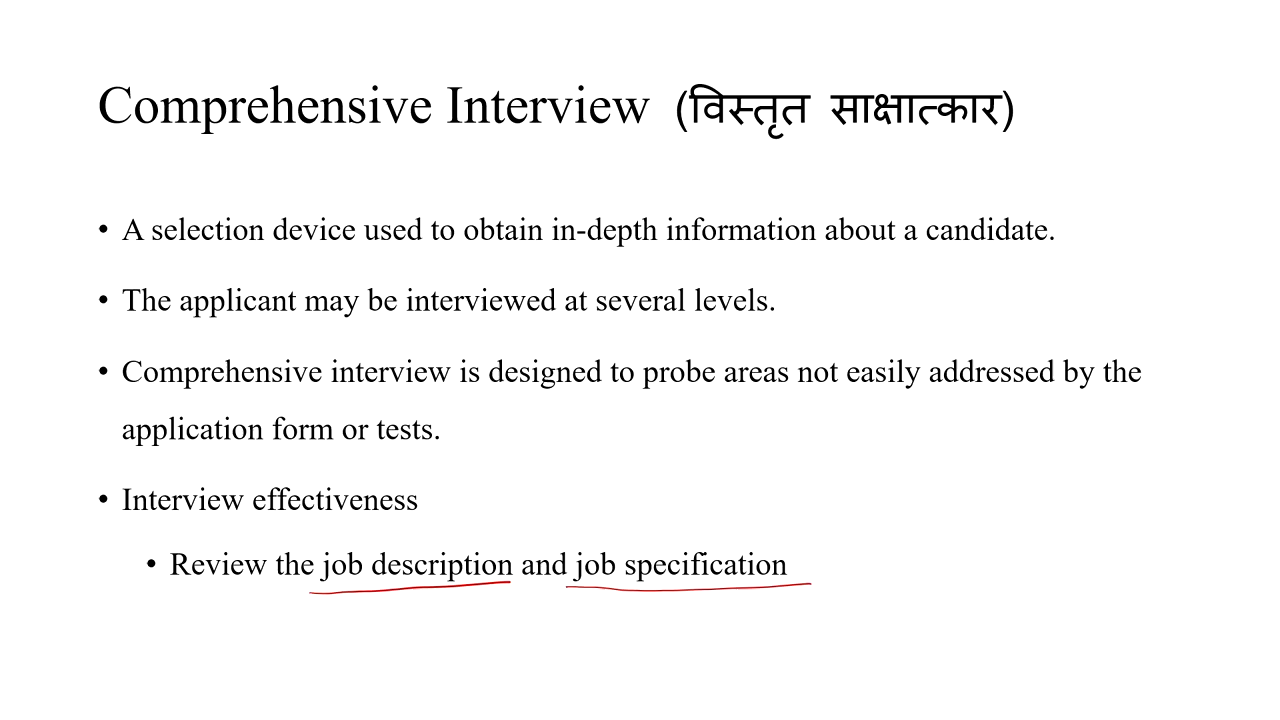 Comprehensive Interview (विस्तृत साक्षात्कार)
• A selection device used to obtain in-depth information about a candidate.
• The applicant may be interviewed at several levels.
• Comprehensive interview is designed to probe areas not easily addressed by the
application form or tests.
• Interview effectiveness
• Review the job description and job specification